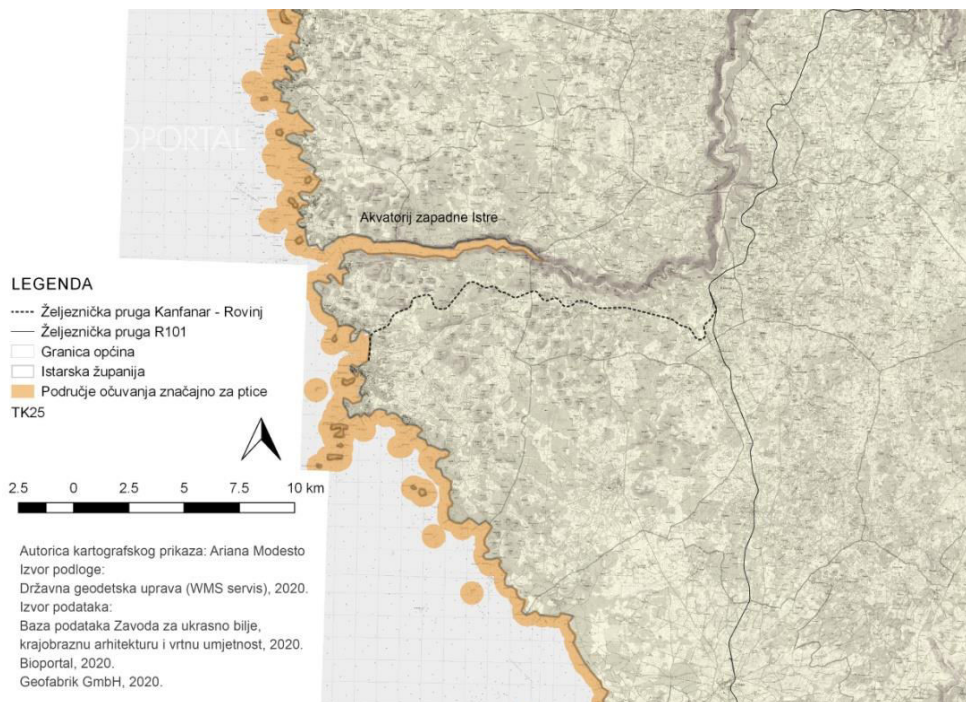 OPORTAL
Akvatorij zapadne Istre
LEGENDA
Željeznička pruga Kanfanar - Rovinj
Željeznička pruga R101
Granica općina
Istarska županija
Područje očuvanja značajno za ptice
TK25
2.5 0 2.5 5 7.5 10 km
Autorica kartografskog prikaza: Ariana Modesto
Izvor podloge:
Državna geodetska uprava (WMS servis), 2020.
Izvor podataka:
Baza podataka Zavoda za ukrasno bilje,
krajobraznu arhitekturu i vrtnu umjetnost, 2020.
Bioportal, 2020.
Geofabrik GmbH, 2020.